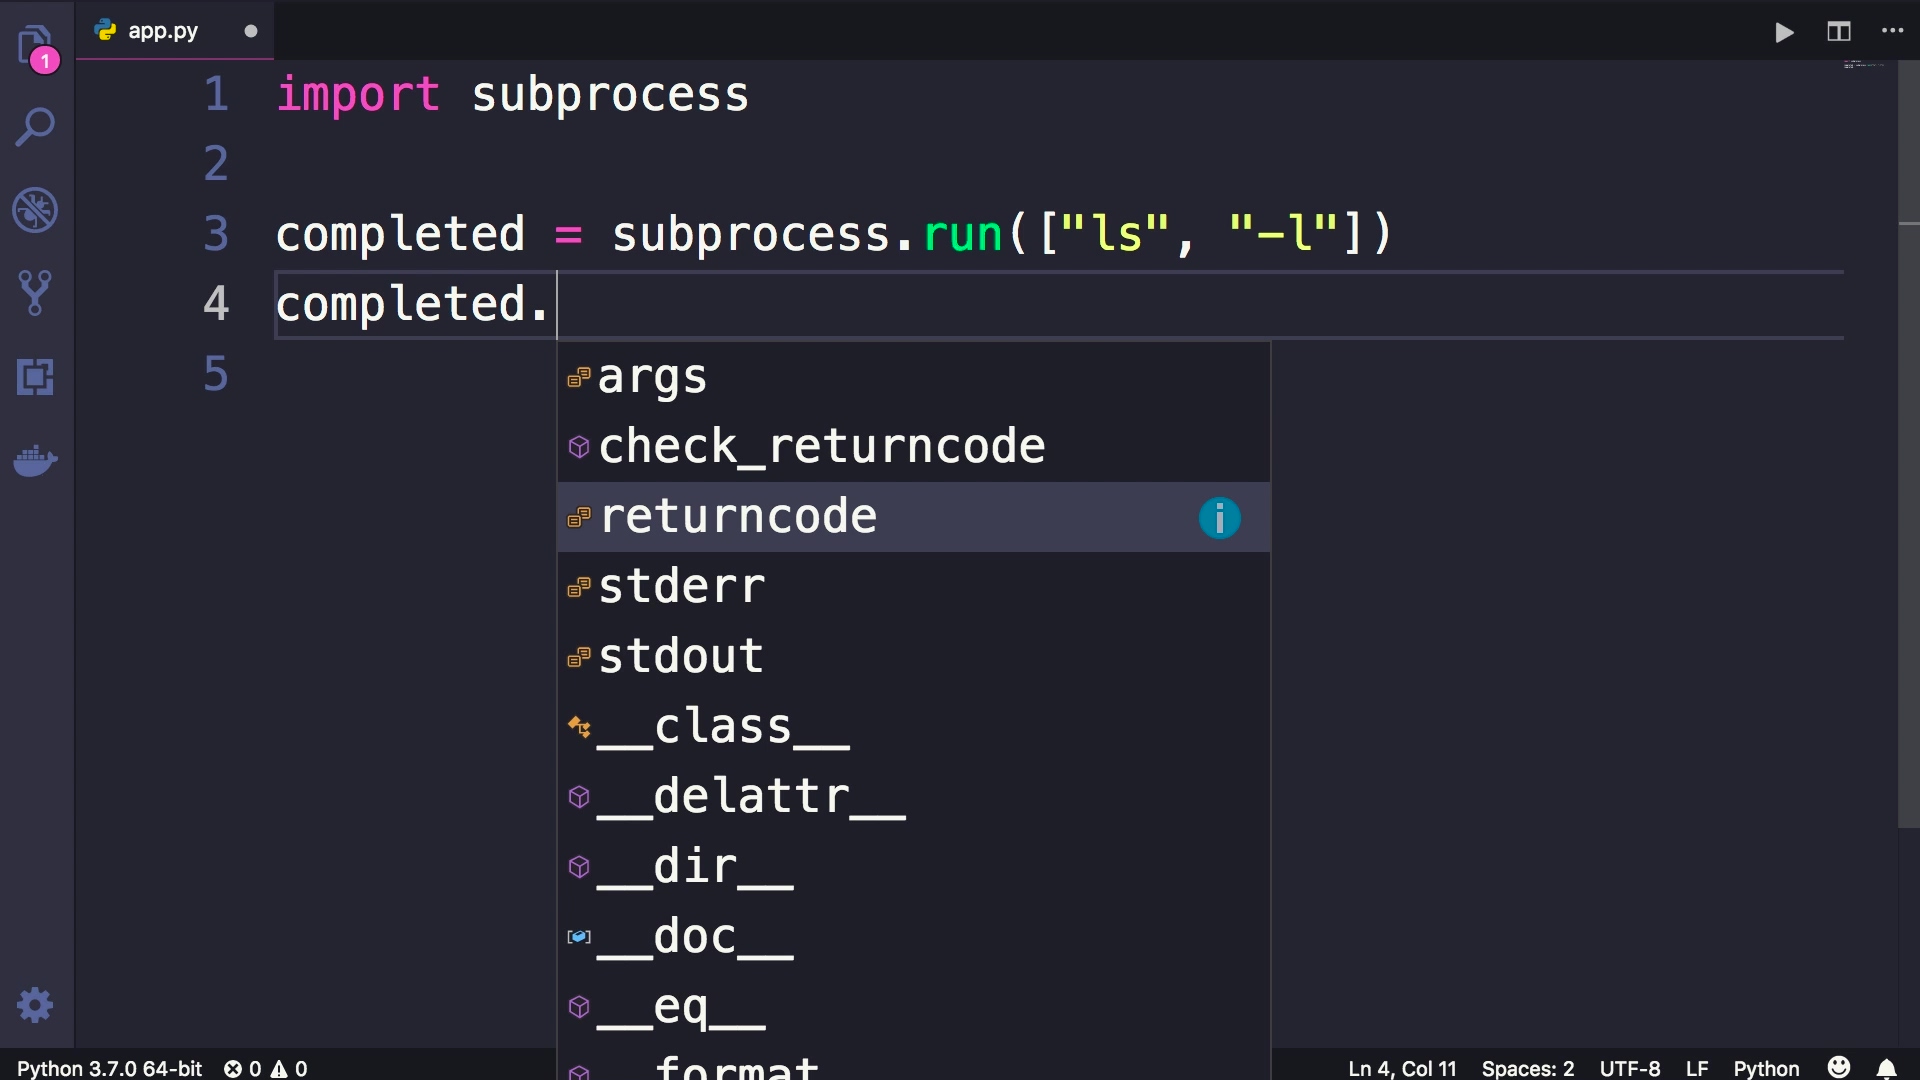 app.py
1
1 import subprocess
2
3 completed = subprocess.run(["ls", "-l"])
4 completed.
5
args
check_returncode
returncode
stderr
stdout
__class__
__delattr__
__dir__
__doc__
__eq__
__format
Python 3.7.0 64-bit 0 0 Ln 4, Col 11 Spaces: 2 UTF-8 LF Python